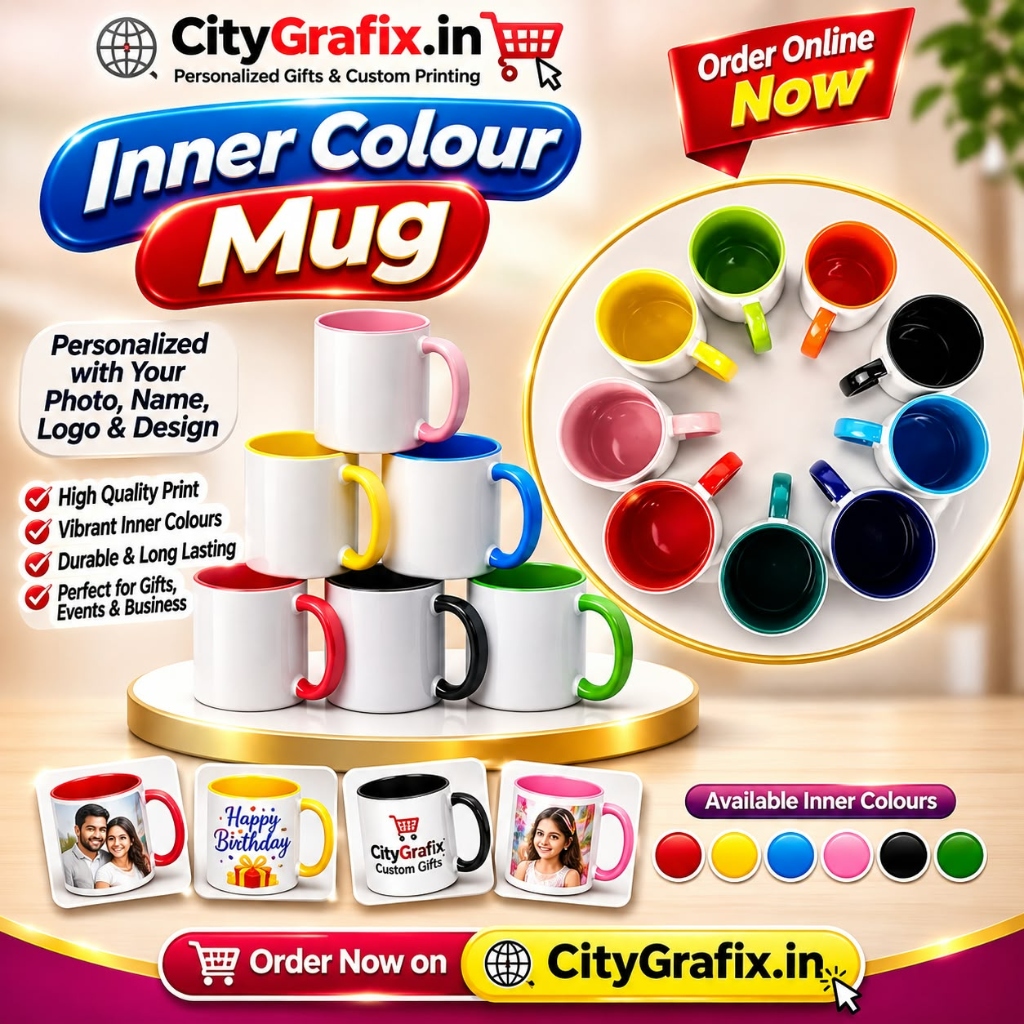 CityGrafix.in
Personalized Gifts & Custom Printing
Order Online
Now
Inner Colour
Mug
Personalized
with Your
Photo, Name,
Logo & Design
High Quality Print
Vibrant Inner Colours
Durable & Long Lasting
Perfect for Gifts,
Events & Business
Happy
Birthday
CityGrafix
Custom Gifts
Available Inner Colours
Order Now on
CityGrafix.in